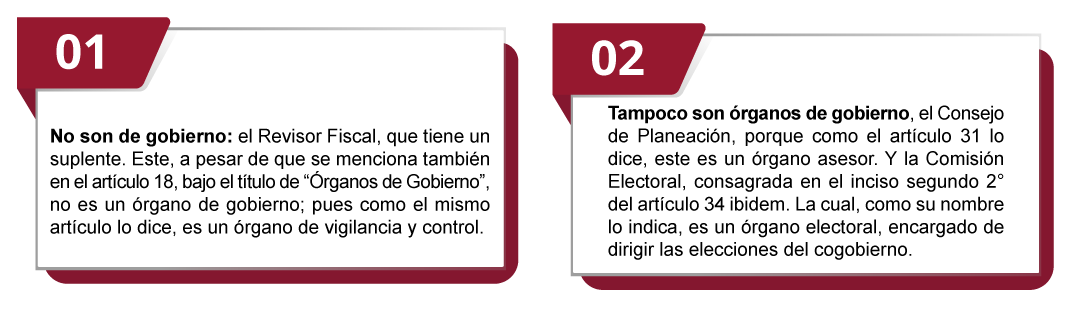 01
No son de gobierno: el Revisor Fiscal, que tiene un
suplente. Este, a pesar de que se menciona también
en el artículo 18, bajo el título de “Órganos de Gobierno”,
no es un órgano de gobierno; pues como el mismo
artículo lo dice, es un órgano de vigilancia y control.
02
Tampoco son órganos de gobierno, el Consejo
de Planeación, porque como el artículo 31 lo
dice, este es un órgano asesor. Y la Comisión
Electoral, consagrada en el inciso segundo 2°
del artículo 34 ibidem. La cual, como su nombre
lo indica, es un órgano electoral, encargado de
dirigir las elecciones del cogobierno.